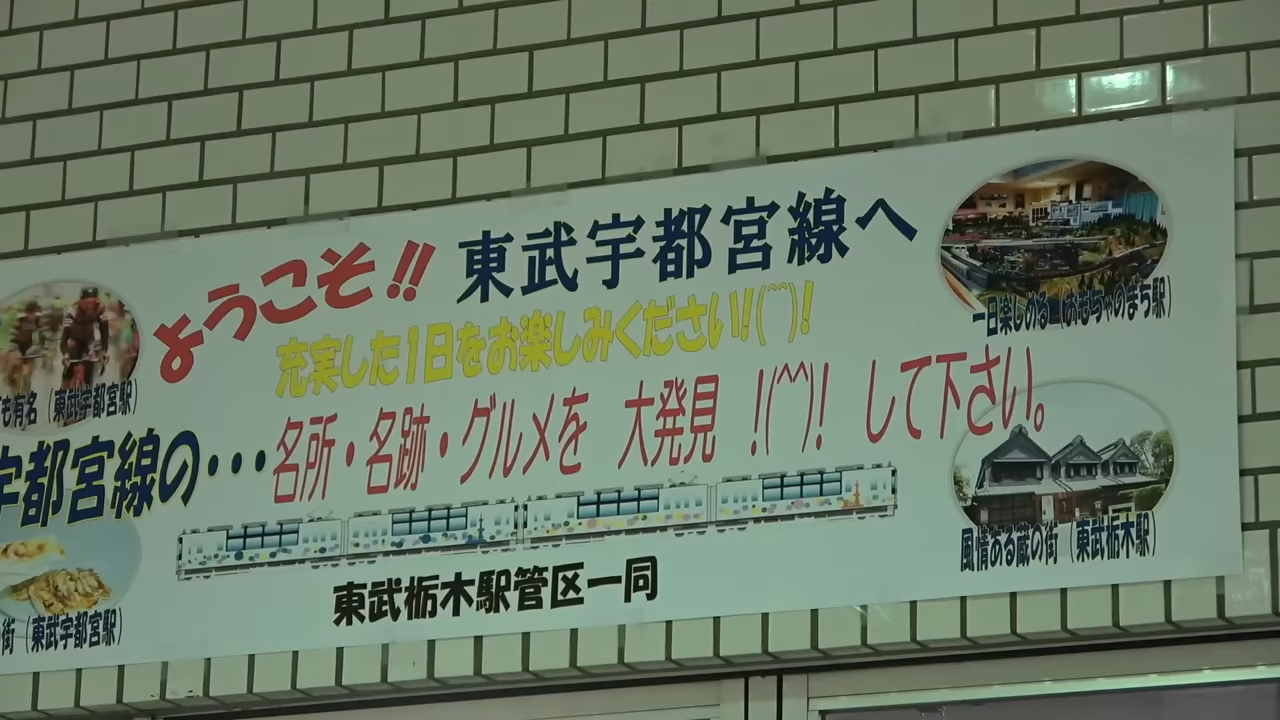 ようこそ!! 東武宇都宮線へ
充実した1日をお楽しみください!(^^)!
一日楽しめる（おもちゃのまち駅）
も有名（東武宇都宮駅）
宇都宮線の・・・名所・名跡・グルメを 大発見 !(^^)! して下さい。
風情ある蔵の街（東武栃木駅）
街（東武宇都宮駅）
東武栃木駅管区一同